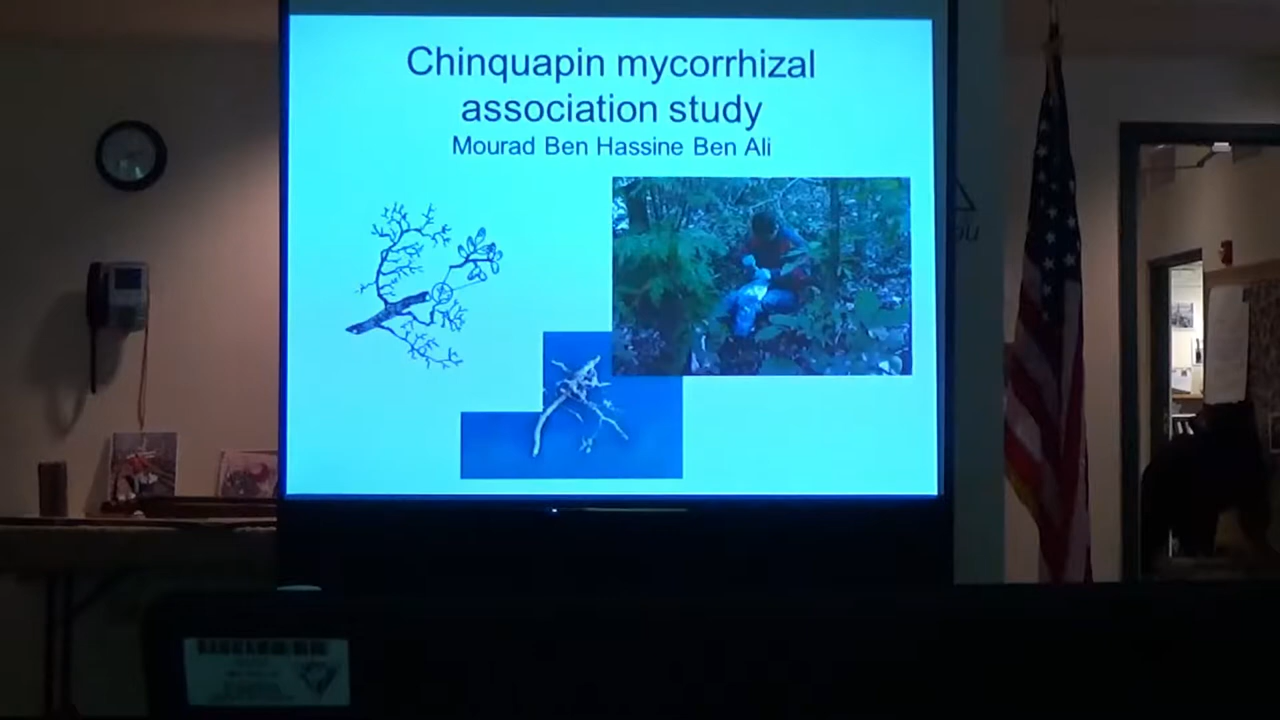 Chinquapin mycorrhizal
association study
Mourad Ben Hassine Ben Ali